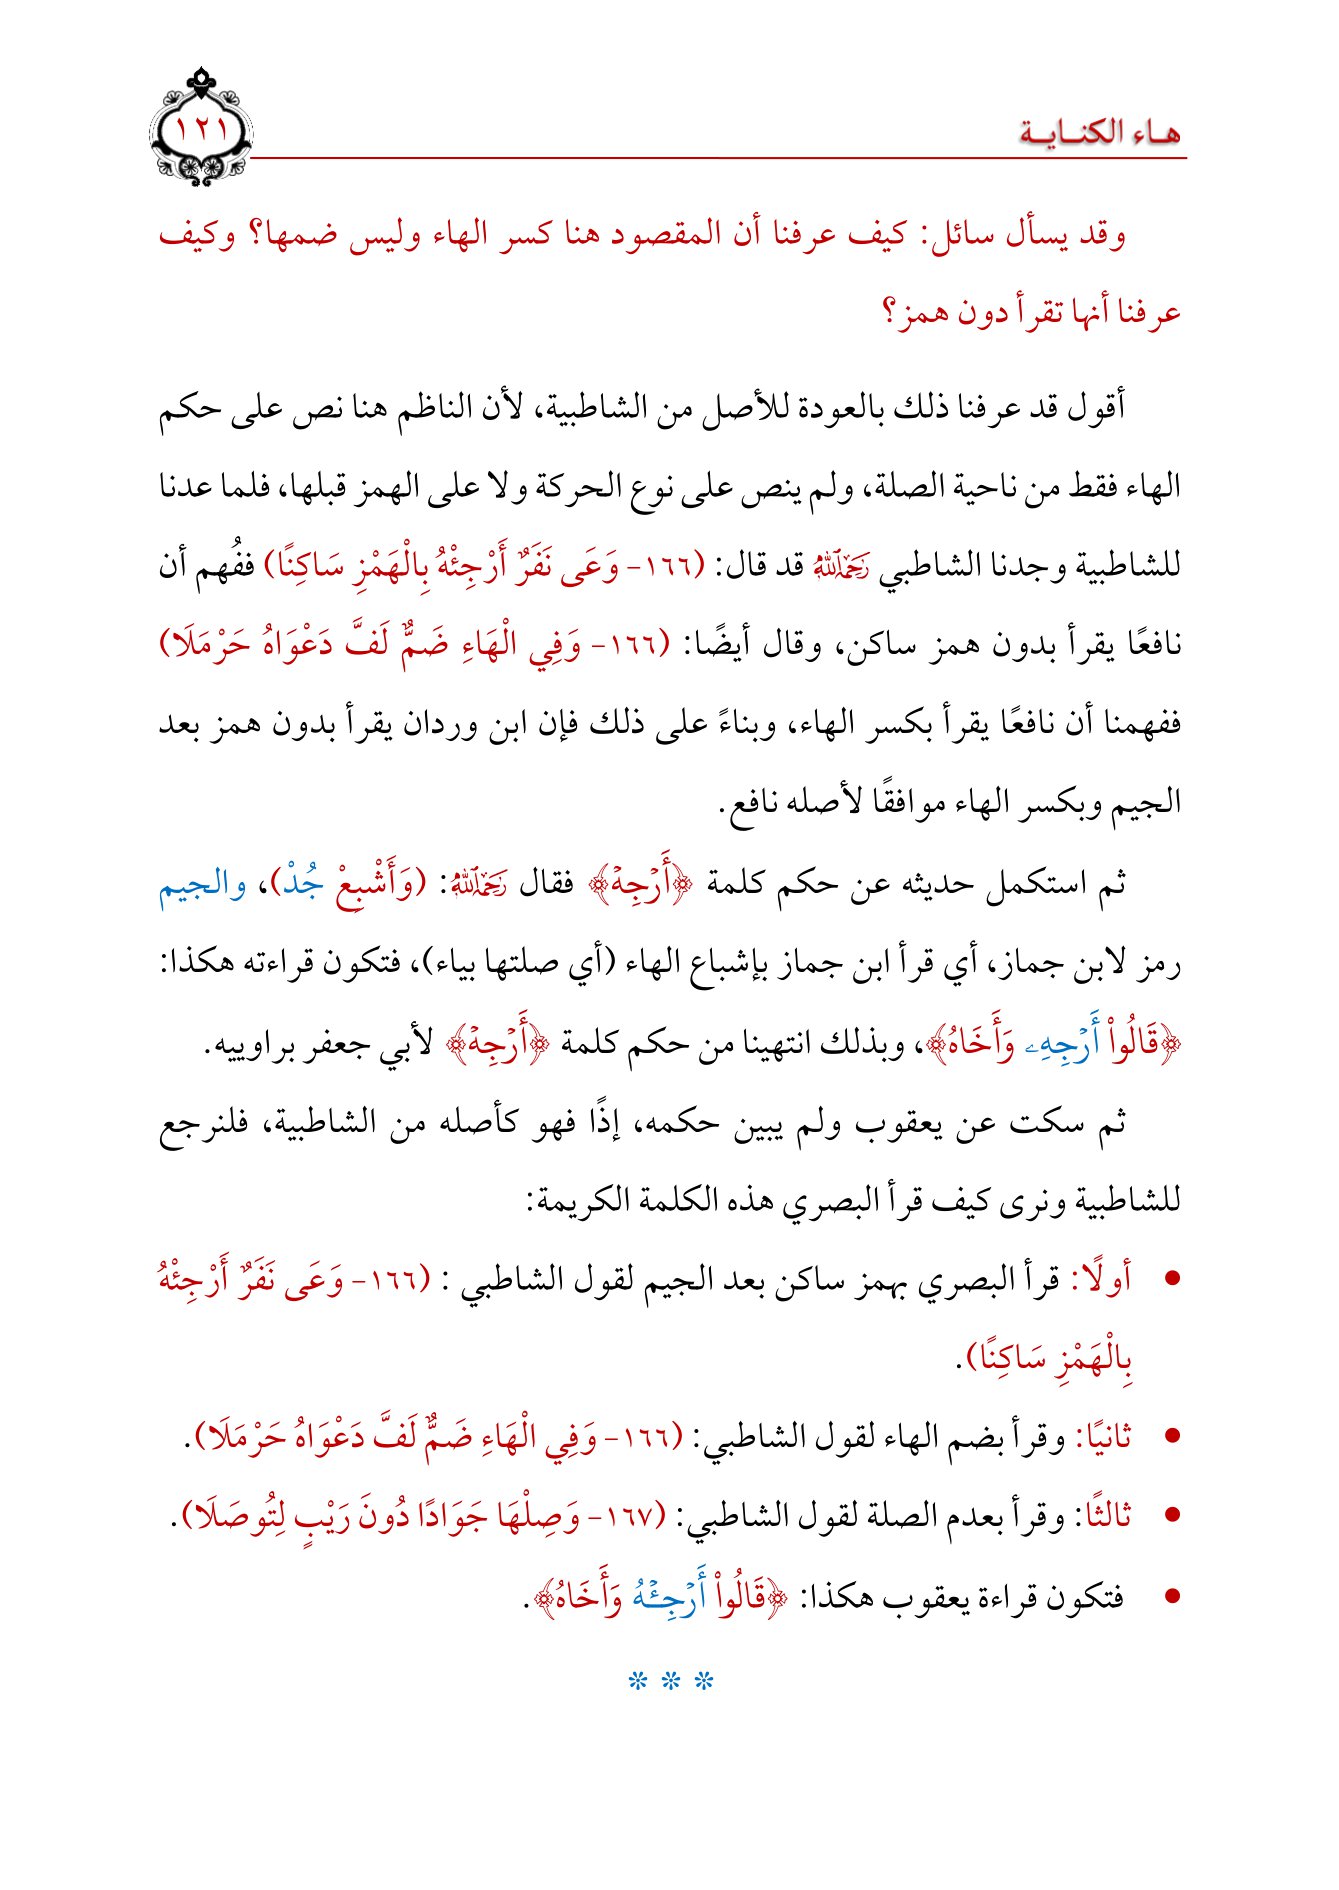 هـاء الكنـايـة
١٢١
وقد يسأل سائل: كيف عرفنا أن المقصود هنا كسر الهاء وليس ضمها؟ وكيف
عرفنا أنها تقرأ دون همز؟
أقول قد عرفنا ذلك بالعودة للأصل من الشاطبية، لأن الناظم هنا نص على حكم
الهاء فقط من ناحية الصلة، ولم ينص على نوع الحركة ولا على الهمز قبلها، فلما عدنا
للشاطبية وجدنا الشاطبي رَحِمَهُ ٱللَّهُ قد قال: (١٦٦- وَعَى نَفَرٌ أَرْجِئْهُ بِالْهَمْزِ سَاكِنًا) ففُهم أن
نافعًا يقرأ بدون همز ساكن، وقال أيضًا: (١٦٦- وَفِي الْهَاءِ ضَمٌّ لَفَّ دَعْوَاهُ حَرْمَلَا)
ففهمنا أن نافعًا يقرأ بكسر الهاء، وبناءً على ذلك فإن ابن وردان يقرأ بدون همز بعد
الجيم وبكسر الهاء موافقًا لأصله نافع.
ثم استكمل حديثه عن حكم كلمة ﴿أَرۡجِهۡ﴾ فقال رَحِمَهُ ٱللَّهُ: (وَأَشْبِعْ جُدْ)، والجيم
رمز لابن جماز، أي قرأ ابن جماز بإشباع الهاء (أي صلتها بياء)، فتكون قراءته هكذا:
﴿قَالُواْ أَرۡجِهِۦ وَأَخَاهُ﴾، وبذلك انتهينا من حكم كلمة ﴿أَرۡجِهۡ﴾ لأبي جعفر براوييه.
ثم سكت عن يعقوب ولم يبين حكمه، إذًا فهو كأصله من الشاطبية، فلنرجع
للشاطبية ونرى كيف قرأ البصري هذه الكلمة الكريمة:
• أولًا: قرأ البصري بهمز ساكن بعد الجيم لقول الشاطبي : (١٦٦- وَعَى نَفَرٌ أَرْجِئْهُ
بِالْهَمْزِ سَاكِنًا).
• ثانيًا: وقرأ بضم الهاء لقول الشاطبي: (١٦٦- وَفِي الْهَاءِ ضَمٌّ لَفَّ دَعْوَاهُ حَرْمَلَا).
• ثالثًا: وقرأ بعدم الصلة لقول الشاطبي: (١٦٧- وَصِلْهَا جَوَادًا دُونَ رَيْبٍ لِتُوصَلَا).
• فتكون قراءة يعقوب هكذا: ﴿قَالُواْ أَرۡجِئۡهُ وَأَخَاهُ﴾.
* * *